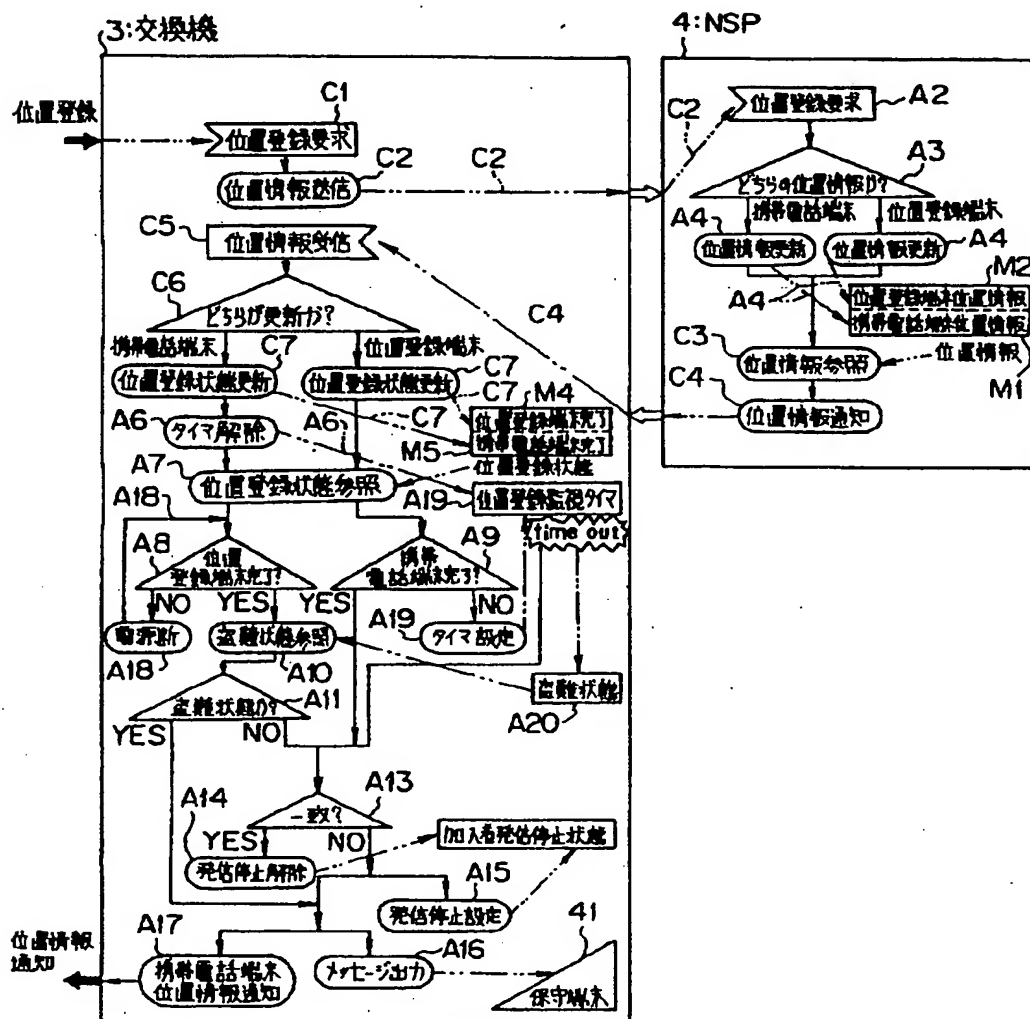 3:交換機
4:NSP
位置登録
C1
位置登録要求
C2
位置情報送信
C2
C2
位置登録要求
A2
A3
どちらの位置情報か?
携帯電話端末
位置登録端末
A4
位置情報更新
位置情報更新
A4
A4
M2
位置登録端末位置情報
携帯電話端末位置情報
M1
C3
位置情報参照
位置情報
C4
位置情報通知
C4
C5
位置情報受信
C6
どちらが更新か?
携帯電話端末
位置登録端末
C7
位置登録状態更新
位置登録状態更新
C7
C7
C7
M4
位置登録端末完了
携帯電話端末完了
M5
A6
タイマ解除
A6
位置登録状態
A7
位置登録状態参照
A19
位置登録監視タイマ
time out
A18
A8
位置
登録端末完了?
A9
携帯
電話端末完了?
NO
YES
YES
NO
電源断
A18
盗難状態参照
A10
A19
タイマ設定
盗難状態
A20
A11
盗難状態か?
YES
NO
A13
一致?
A14
YES
NO
発信停止解除
加入者発信停止状態
A15
発信停止設定
位置情報
通知
A17
携帯電話端末
位置情報通知
A16
メッセージ出力
41
保守端末